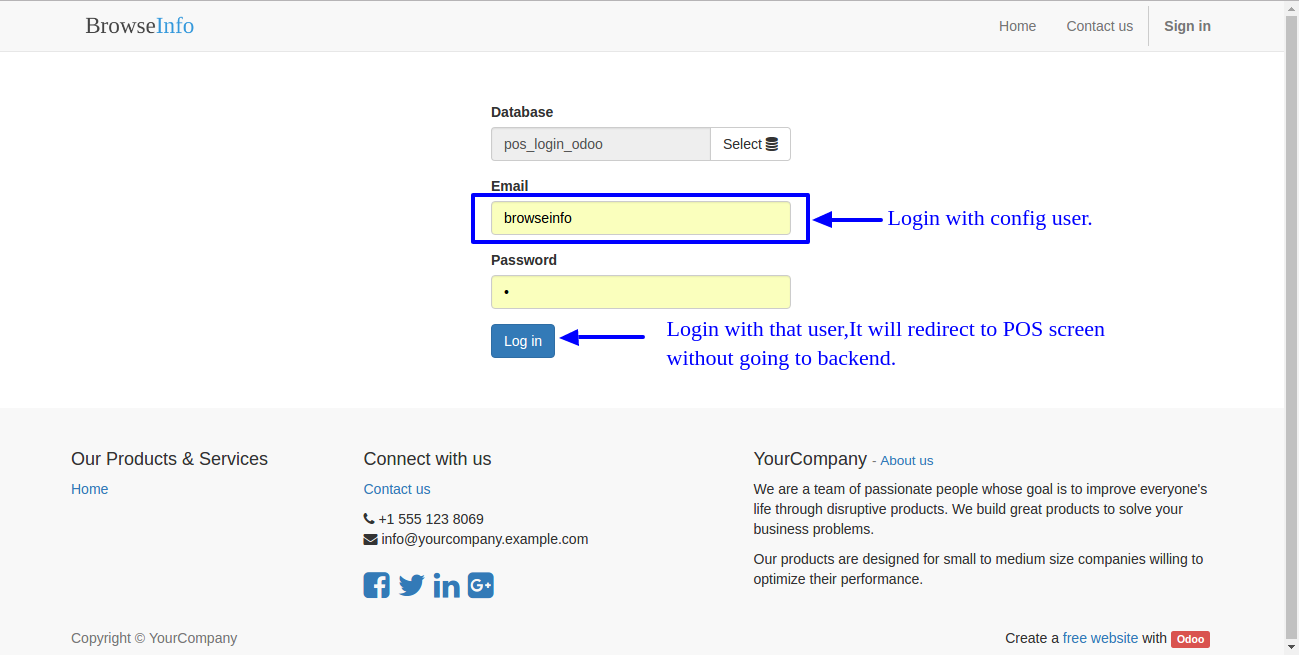 BrowseInfo
Home
Contact us
Sign in
Database
pos_login_odoo
Select
Email
browseinfo
Login with config user.
Password
•
Log in
Login with that user,It will redirect to POS screen
without going to backend.
Our Products & Services
Home
Connect with us
Contact us
+1 555 123 8069
info@yourcompany.example.com
YourCompany - About us
We are a team of passionate people whose goal is to improve everyone's
life through disruptive products. We build great products to solve your
business problems.
Our products are designed for small to medium size companies willing to
optimize their performance.
Copyright © YourCompany
Create a free website with Odoo